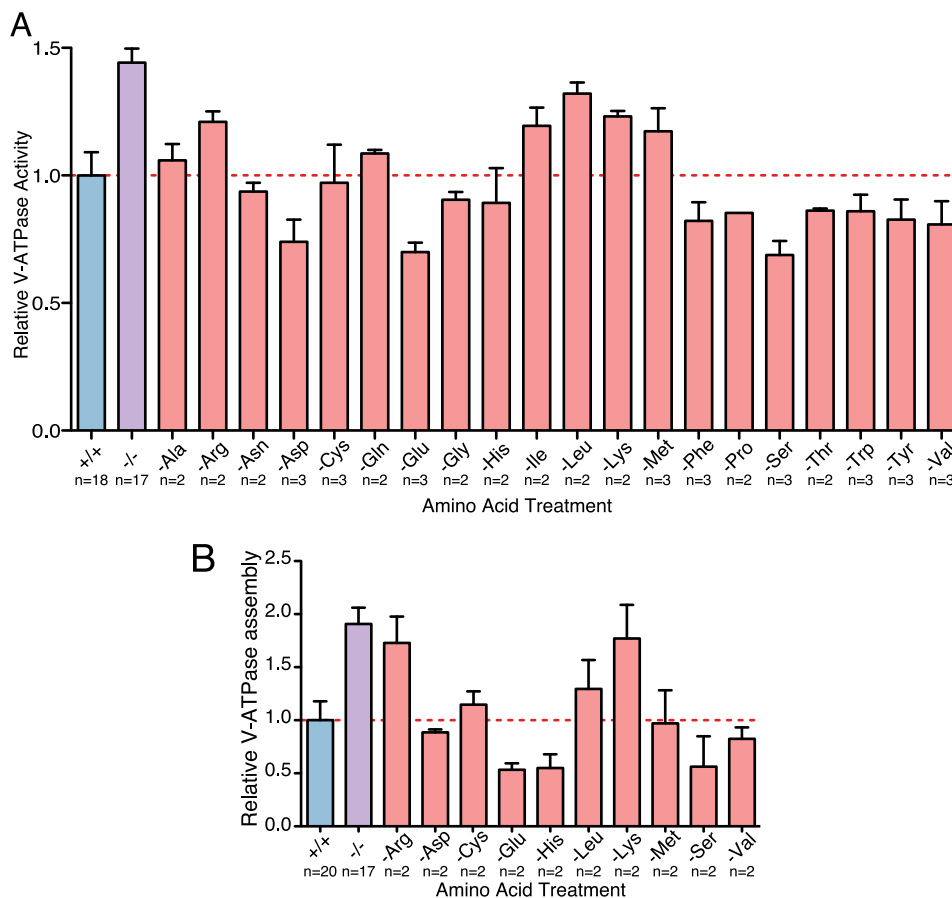 A
Relative V-ATPase Activity
1.5
1.0
0.5
0.0
+/+ -/- -Ala -Arg -Asn -Asp -Cys -Gln -Glu -Gly -His -Ile -Leu -Lys -Met -Phe -Pro -Ser -Thr -Trp -Tyr -Val
n=18 n=17 n=2 n=2 n=2 n=3 n=3 n=2 n=3 n=2 n=2 n=2 n=2 n=2 n=3 n=3 n=2 n=3 n=2 n=3 n=3 n=3
Amino Acid Treatment
B
Relative V-ATPase assembly
2.5
2.0
1.5
1.0
0.5
0.0
+/+ -/- -Arg -Asp -Cys -Glu -His -Leu -Lys -Met -Ser -Val
n=20 n=17 n=2 n=2 n=2 n=2 n=2 n=2 n=2 n=2 n=2 n=2
Amino Acid Treatment